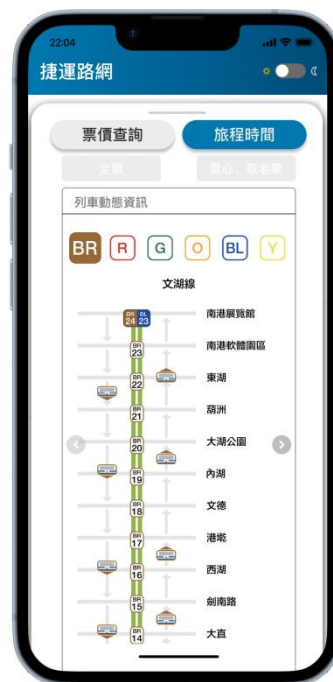 22:04
捷運路網
票價查詢 旅程時間
全票 愛心、敬老票
列車動態資訊
BR R G O BL Y
文湖線
BR 24 BL 23 南港展覽館
BR 23 南港軟體園區
BR 22 東湖
BR 21 葫洲
BR 20 大湖公園
BR 19 內湖
BR 18 文德
BR 17 港墘
BR 16 西湖
BR 15 劍南路
BR 14 大直